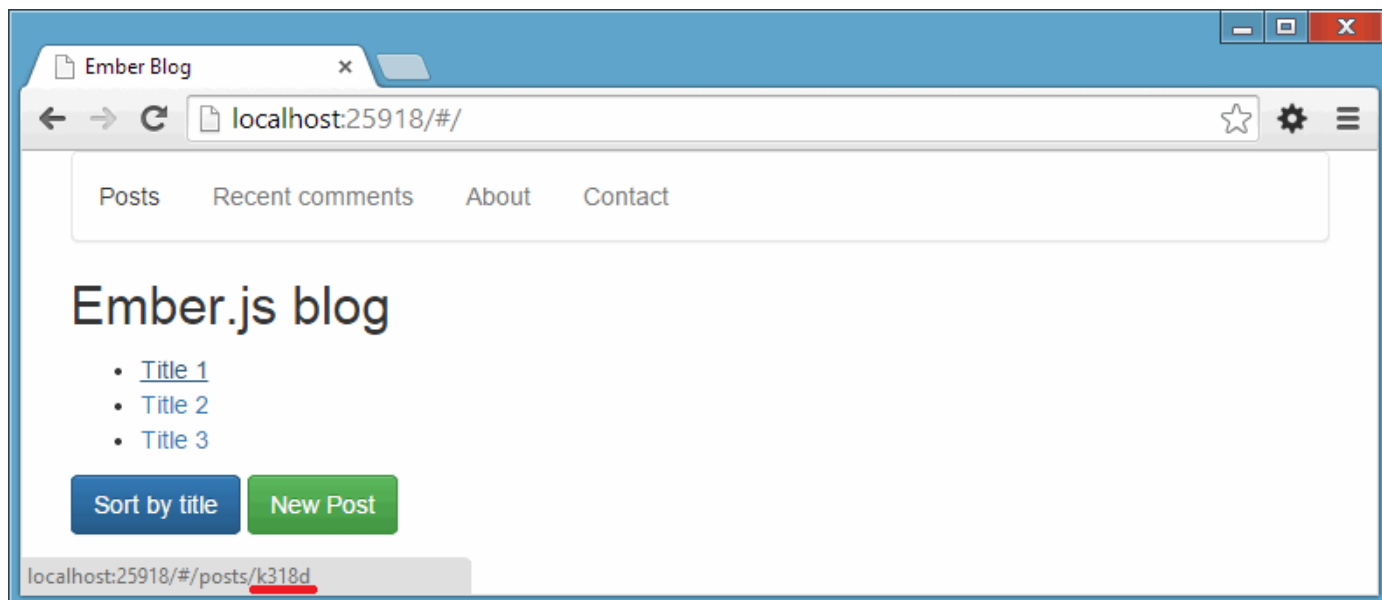 Ember Blog
localhost:25918/#/
Posts Recent comments About Contact
Ember.js blog
• Title 1
• Title 2
• Title 3
Sort by title New Post
localhost:25918/#/posts/k318d